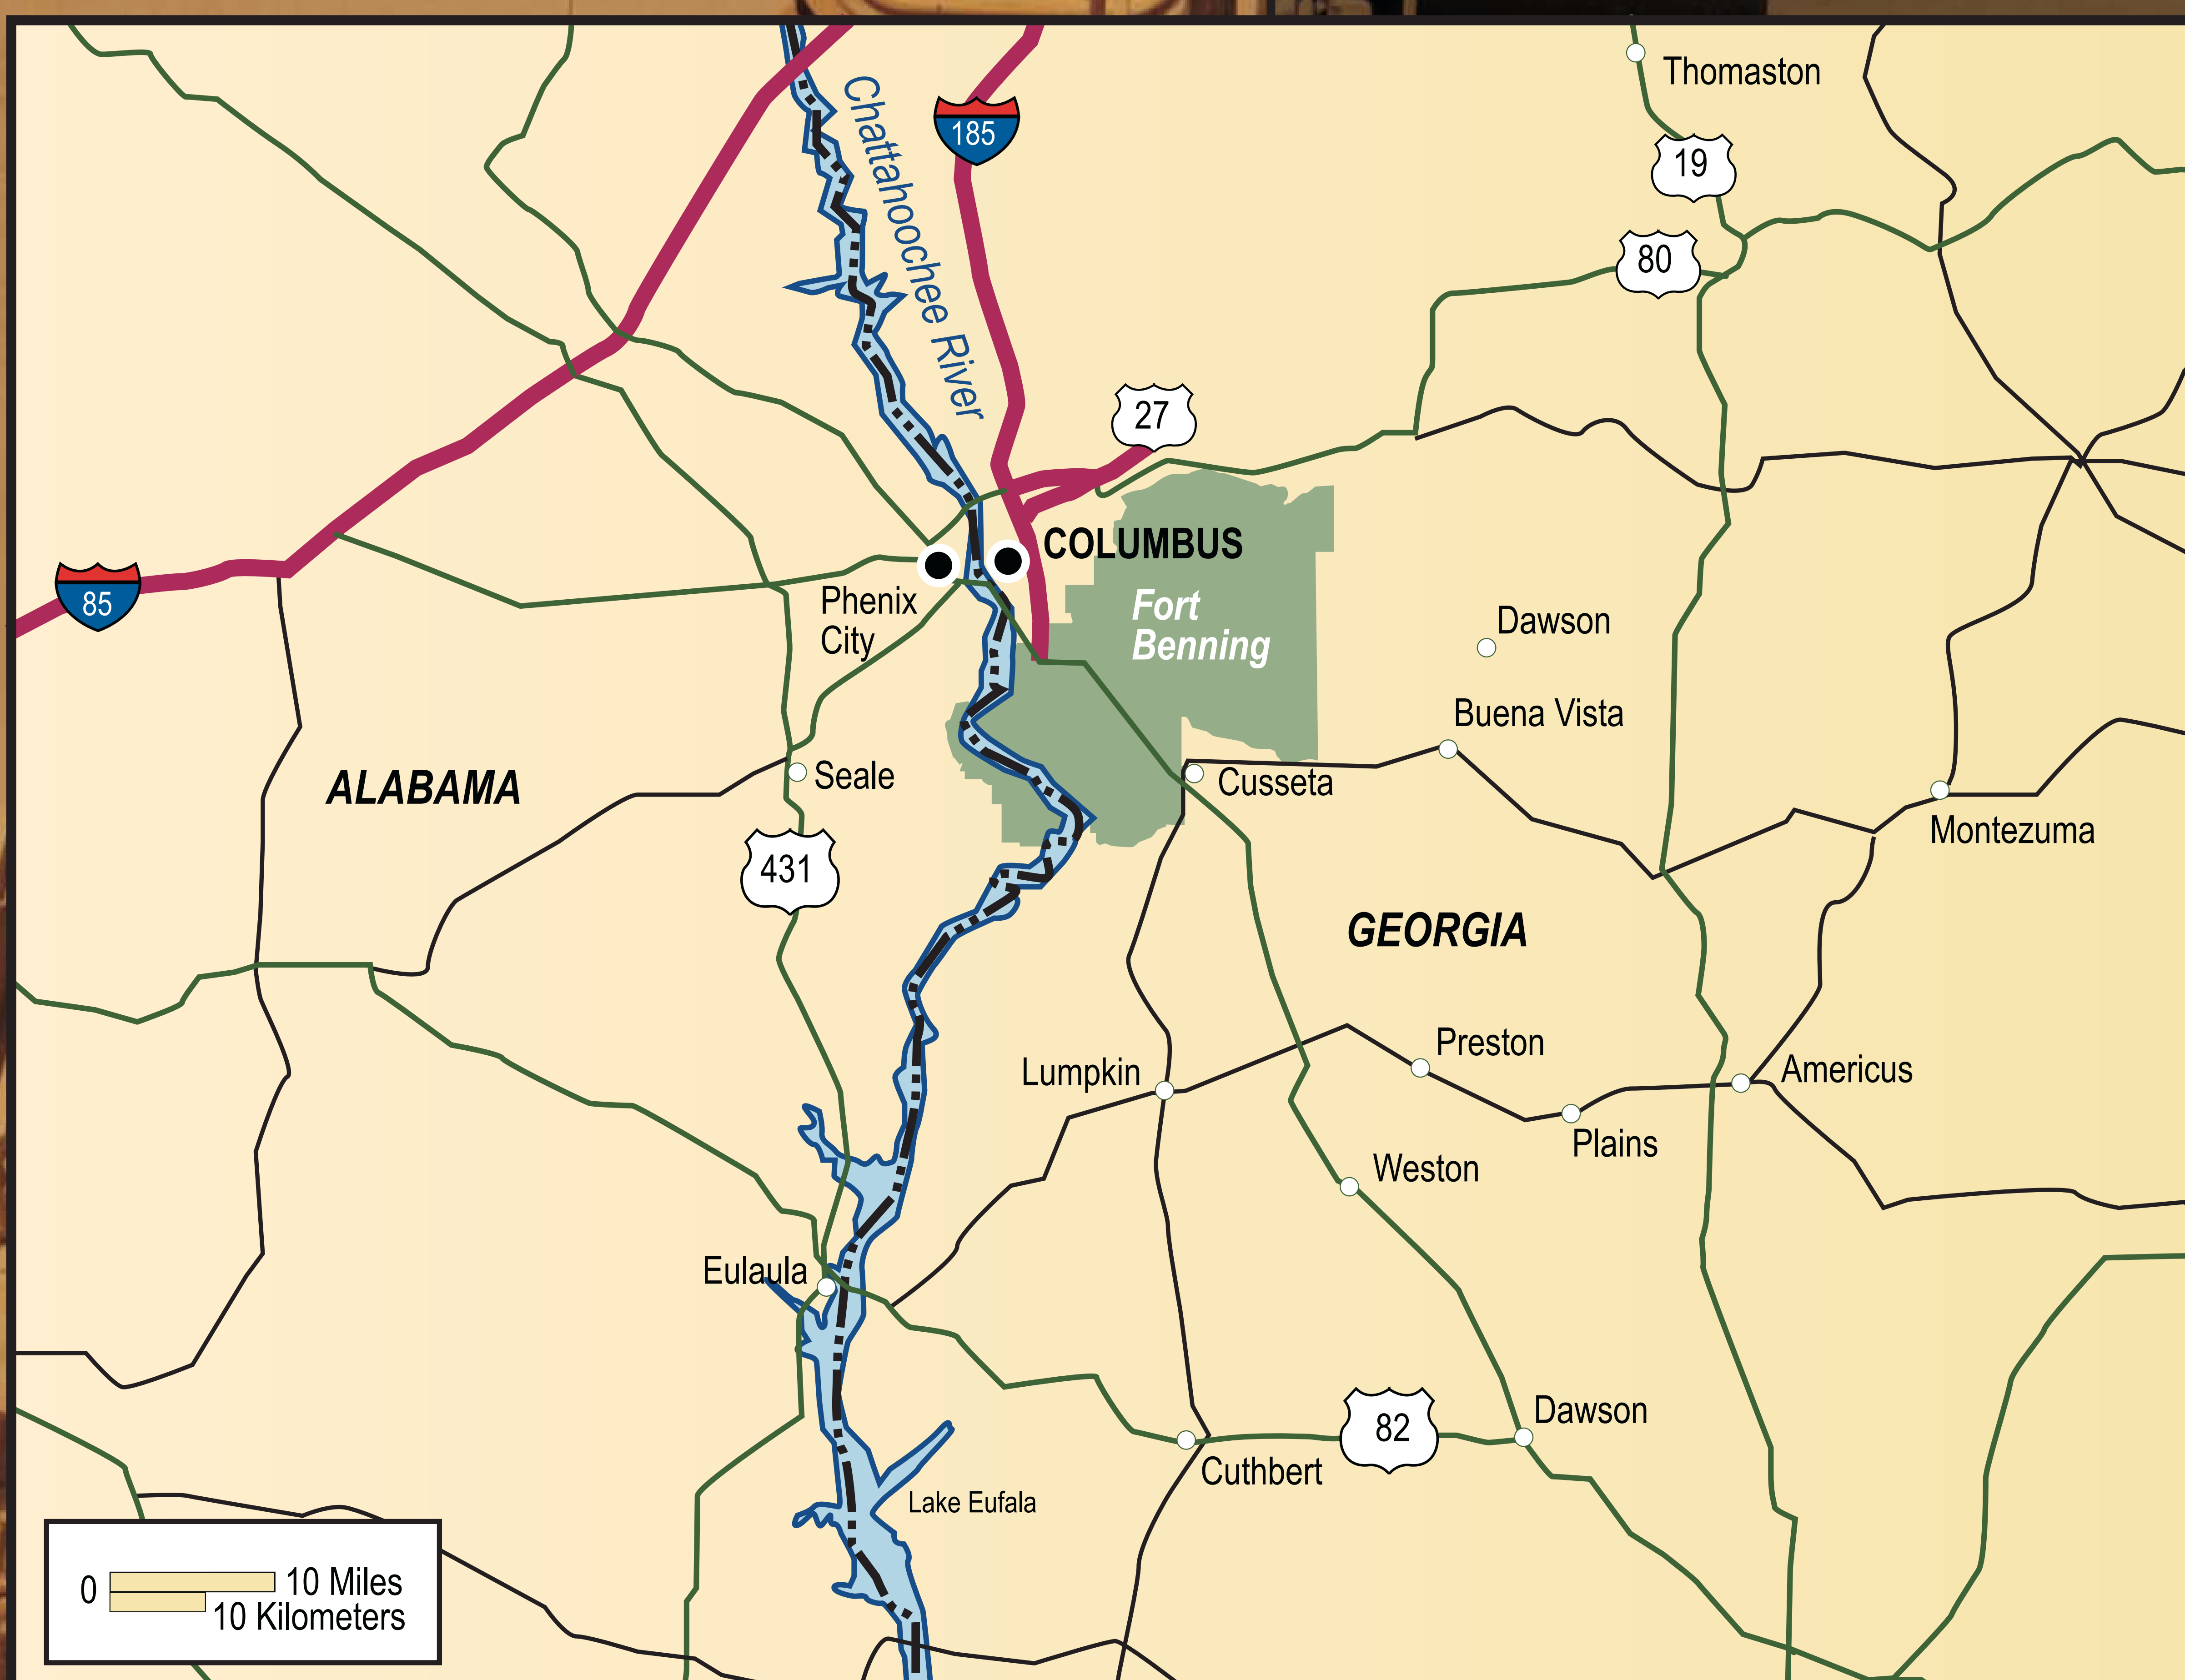 Thomaston
Chattahoochee River
185
19
80
27
COLUMBUS
Fort
Benning
85
Phenix
City
Dawson
Buena Vista
ALABAMA
Seale
Cusseta
Montezuma
431
GEORGIA
Preston
Lumpkin
Americus
Plains
Weston
Eulaula
Dawson
82
Cuthbert
Lake Eufala
0
10 Miles
10 Kilometers